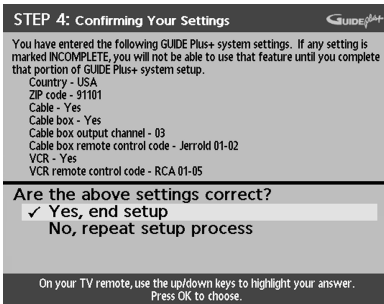 STEP 4: Confirming Your Settings
GUIDE plus+
You have entered the following GUIDE Plus+ system settings. If any setting is
marked INCOMPLETE, you will not be able to use that feature until you complete
that portion of GUIDE Plus+ system setup.
Country - USA
ZIP code - 91101
Cable - Yes
Cable box - Yes
Cable box output channel - 03
Cable box remote control code - Jerrold 01-02
VCR - Yes
VCR remote control code - RCA 01-05
Are the above settings correct?
✓ Yes, end setup
No, repeat setup process
On your TV remote, use the up/down keys to highlight your answer.
Press OK to choose.